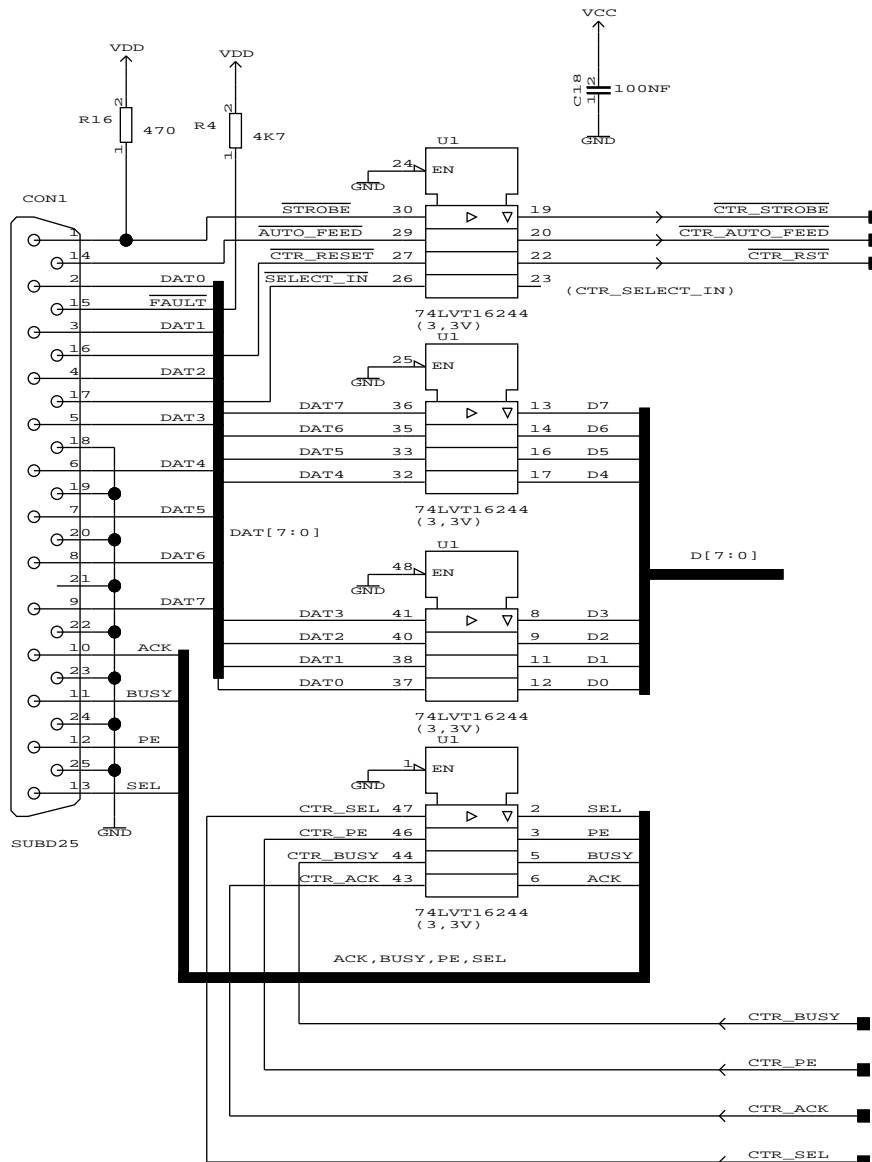 VCC
C18 1 2 100NF
GND
VDD
VDD
R16 1 2 470
R4 1 2 4K7
CON1
1
14
2 DAT0
15 FAULT
3 DAT1
16
4 DAT2
17
5 DAT3
18
6 DAT4
19
7 DAT5
20
8 DAT6
21
9 DAT7
22
10 ACK
23
11 BUSY
24
12 PE
25
13 SEL
GND
SUBD25
DAT[7:0]
U1
GND 24 EN
STROBE 30 19 CTR_STROBE
AUTO_FEED 29 20 CTR_AUTO_FEED
CTR_RESET 27 22 CTR_RST
SELECT_IN 26 23 (CTR_SELECT_IN)
74LVT16244
(3,3V)
U1
GND 25 EN
DAT7 36 13 D7
DAT6 35 14 D6
DAT5 33 16 D5
DAT4 32 17 D4
74LVT16244
(3,3V)
D[7:0]
U1
GND 48 EN
DAT3 41 8 D3
DAT2 40 9 D2
DAT1 38 11 D1
DAT0 37 12 D0
74LVT16244
(3,3V)
U1
GND 1 EN
CTR_SEL 47 2 SEL
CTR_PE 46 3 PE
CTR_BUSY 44 5 BUSY
CTR_ACK 43 6 ACK
74LVT16244
(3,3V)
ACK,BUSY,PE,SEL
CTR_BUSY
CTR_PE
CTR_ACK
CTR_SEL